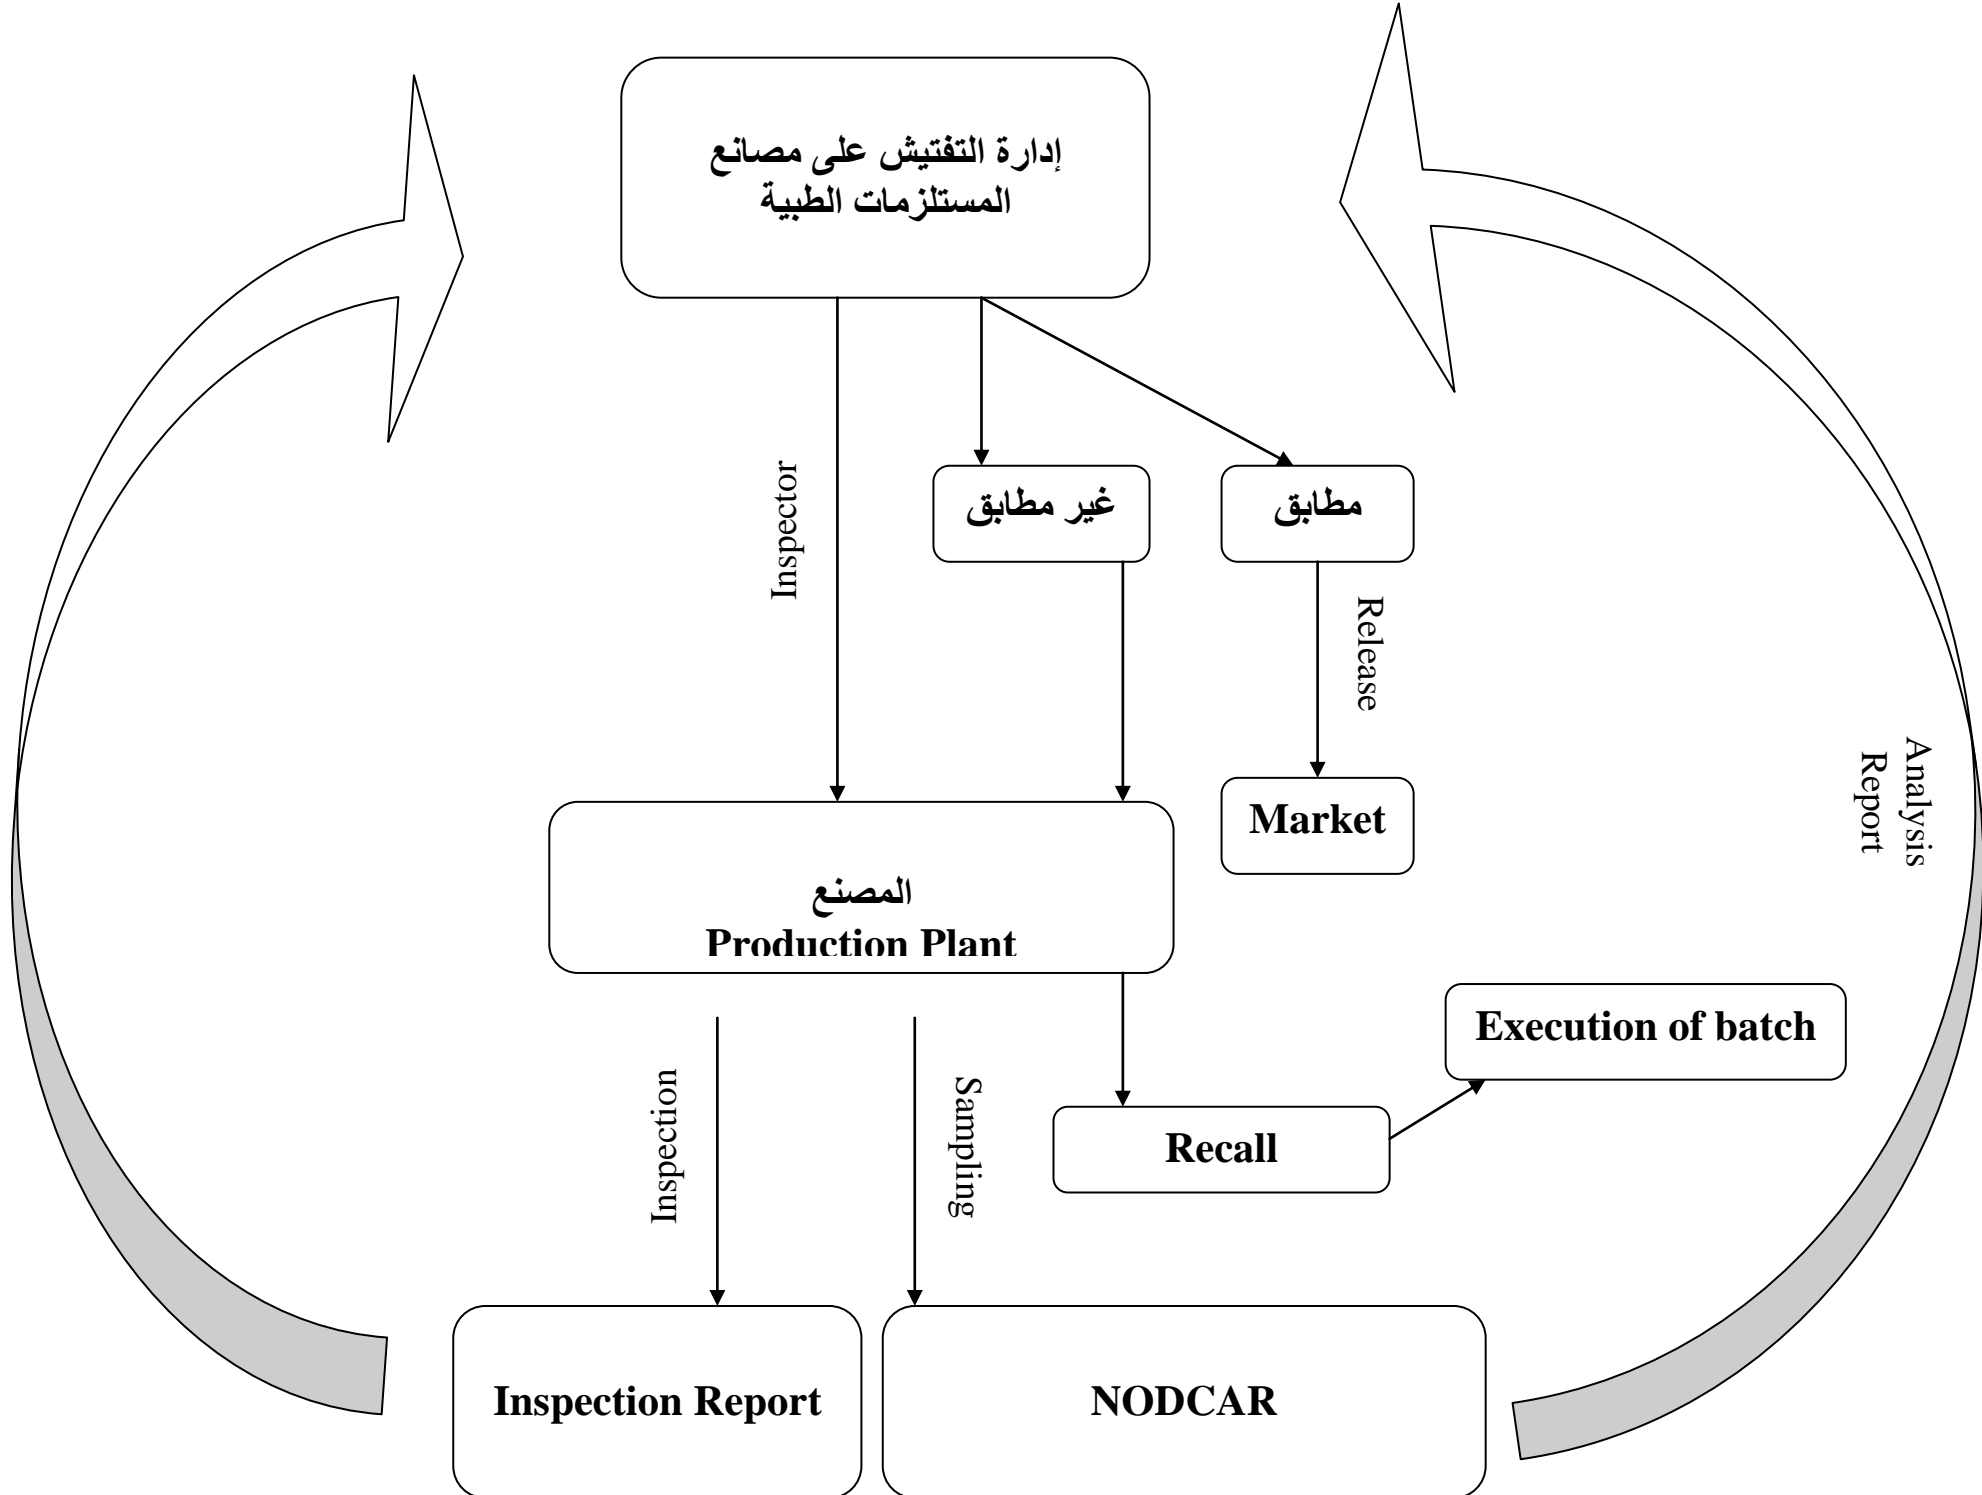 إدارة التفتيش على مصانع
المستلزمات الطبية
Inspector
غير مطابق
مطابق
Release
Market
Analysis
Report
المصنع
Production Plant
Execution of batch
Inspection
Sampling
Recall
Inspection Report
NODCAR